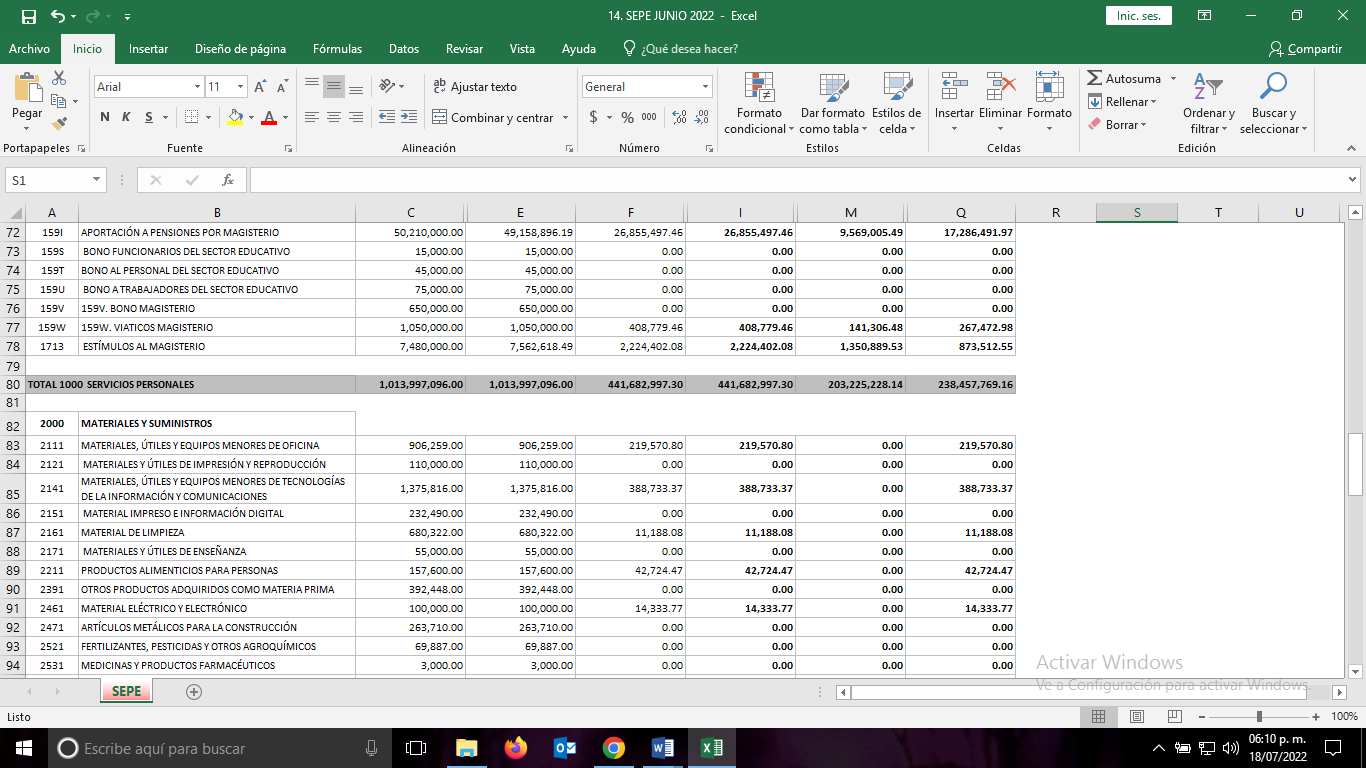 14. SEPE JUNIO 2022 - Excel
Inic. ses.
Archivo Inicio Insertar Diseño de página Fórmulas Datos Revisar Vista Ayuda ¿Qué desea hacer? Compartir
Pegar
Arial 11
N K S
Ajustar texto
Combinar y centrar
General
$ % 000
Formato condicional
Dar formato como tabla
Estilos de celda
Insertar Eliminar Formato
Autosuma
Rellenar
Borrar
Ordenar y filtrar
Buscar y seleccionar
Portapapeles Fuente Alineación Número Estilos Celdas Edición
S1 fx
A B C E F I M Q R S T U
72 159I APORTACIÓN A PENSIONES POR MAGISTERIO 50,210,000.00 49,158,896.19 26,855,497.46 26,855,497.46 9,569,005.49 17,286,491.97
73 159S BONO FUNCIONARIOS DEL SECTOR EDUCATIVO 15,000.00 15,000.00 0.00 0.00 0.00 0.00
74 159T BONO AL PERSONAL DEL SECTOR EDUCATIVO 45,000.00 45,000.00 0.00 0.00 0.00 0.00
75 159U BONO A TRABAJADORES DEL SECTOR EDUCATIVO 75,000.00 75,000.00 0.00 0.00 0.00 0.00
76 159V 159V. BONO MAGISTERIO 650,000.00 650,000.00 0.00 0.00 0.00 0.00
77 159W 159W. VIATICOS MAGISTERIO 1,050,000.00 1,050,000.00 408,779.46 408,779.46 141,306.48 267,472.98
78 1713 ESTÍMULOS AL MAGISTERIO 7,480,000.00 7,562,618.49 2,224,402.08 2,224,402.08 1,350,889.53 873,512.55
79
80 TOTAL 1000 SERVICIOS PERSONALES 1,013,997,096.00 1,013,997,096.00 441,682,997.30 441,682,997.30 203,225,228.14 238,457,769.16
81
82 2000 MATERIALES Y SUMINISTROS
83 2111 MATERIALES, ÚTILES Y EQUIPOS MENORES DE OFICINA 906,259.00 906,259.00 219,570.80 219,570.80 0.00 219,570.80
84 2121 MATERIALES Y ÚTILES DE IMPRESIÓN Y REPRODUCCIÓN 110,000.00 110,000.00 0.00 0.00 0.00 0.00
85 2141 MATERIALES, ÚTILES Y EQUIPOS MENORES DE TECNOLOGÍAS
DE LA INFORMACIÓN Y COMUNICACIONES 1,375,816.00 1,375,816.00 388,733.37 388,733.37 0.00 388,733.37
86 2151 MATERIAL IMPRESO E INFORMACIÓN DIGITAL 232,490.00 232,490.00 0.00 0.00 0.00 0.00
87 2161 MATERIAL DE LIMPIEZA 680,322.00 680,322.00 11,188.08 11,188.08 0.00 11,188.08
88 2171 MATERIALES Y ÚTILES DE ENSEÑANZA 55,000.00 55,000.00 0.00 0.00 0.00 0.00
89 2211 PRODUCTOS ALIMENTICIOS PARA PERSONAS 157,600.00 157,600.00 42,724.47 42,724.47 0.00 42,724.47
90 2391 OTROS PRODUCTOS ADQUIRIDOS COMO MATERIA PRIMA 392,448.00 392,448.00 0.00 0.00 0.00 0.00
91 2461 MATERIAL ELÉCTRICO Y ELECTRÓNICO 100,000.00 100,000.00 14,333.77 14,333.77 0.00 14,333.77
92 2471 ARTÍCULOS METÁLICOS PARA LA CONSTRUCCIÓN 263,710.00 263,710.00 0.00 0.00 0.00 0.00
93 2521 FERTILIZANTES, PESTICIDAS Y OTROS AGROQUÍMICOS 69,887.00 69,887.00 0.00 0.00 0.00 0.00
94 2531 MEDICINAS Y PRODUCTOS FARMACÉUTICOS 3,000.00 3,000.00 0.00 0.00 0.00 0.00
Activar Windows
Ve a Configuración para activar Windows.
SEPE
Listo 100%
Escribe aquí para buscar
06:10 p. m.
18/07/2022